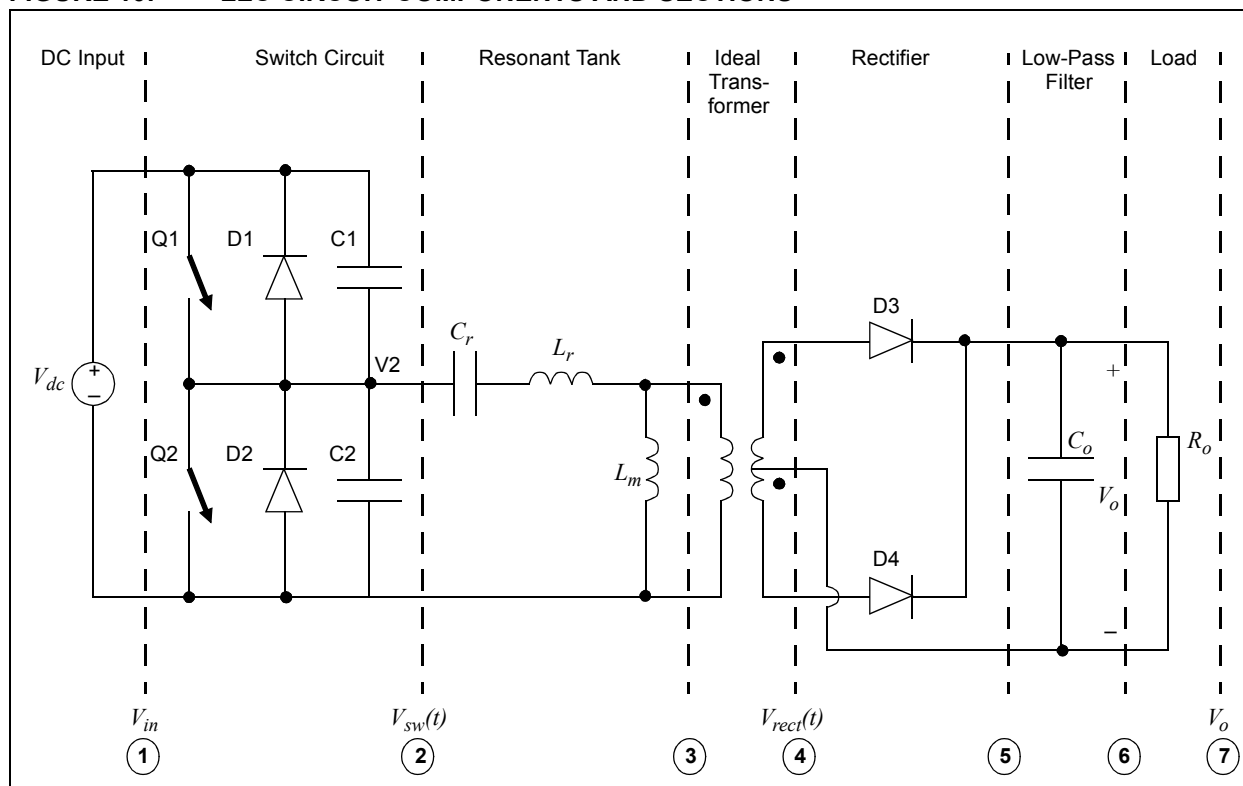 DC Input
Switch Circuit
Resonant Tank
Ideal
Trans-
former
Rectifier
Low-Pass
Filter
Load
Q1
D1
C1
D3
C_r
L_r
V2
V_dc
+
−
+
Q2
D2
C2
L_m
C_o
R_o
V_o
D4
−
V_in
V_sw(t)
V_rect(t)
V_o
1
2
3
4
5
6
7